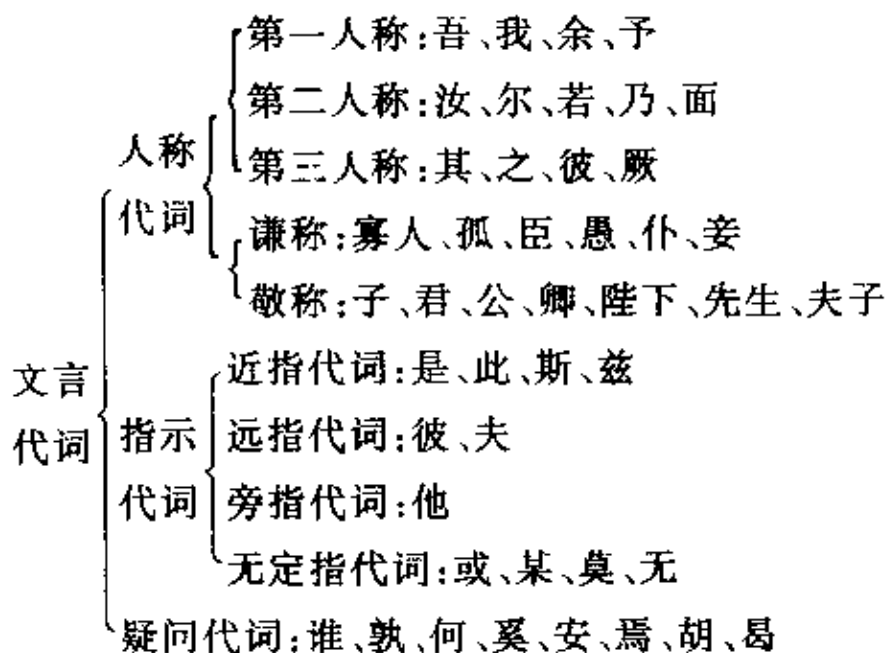 第一人称:吾、我、余、予
第二人称:汝、尔、若、乃、面
人称
第三人称:其、之、彼、厥
代词
谦称:寡人、孤、臣、愚、仆、妾
敬称:子、君、公、卿、陛下、先生、夫子
文言
代词
近指代词:是、此、斯、兹
指示
远指代词:彼、夫
代词
旁指代词:他
无定指代词:或、某、莫、无
疑问代词:谁、孰、何、奚、安、焉、胡、曷